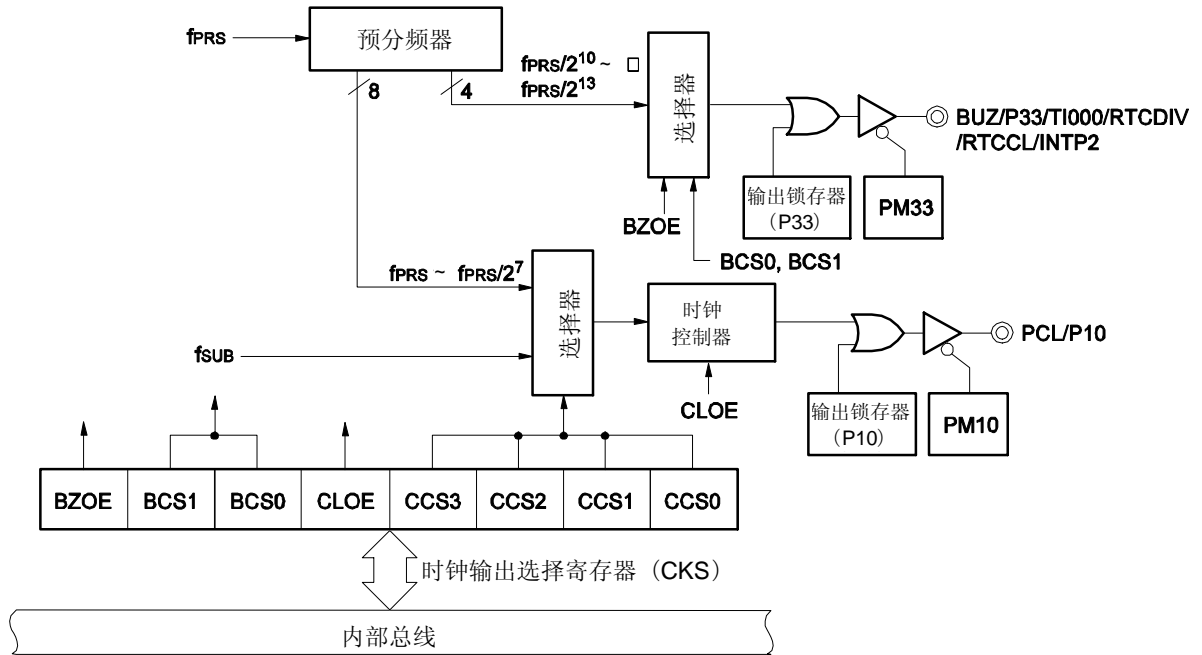 fPRS
预分频器
8
4
fPRS/2¹⁰ ~ □
fPRS/2¹³
选择器
BUZ/P33/TI000/RTCDIV
/RTCCL/INTP2
输出锁存器
（P33）
PM33
BZOE
BCS0, BCS1
fPRS ~ fPRS/2⁷
选择器
时钟
控制器
fSUB
PCL/P10
CLOE
输出锁存器
（P10）
PM10
BZOE BCS1 BCS0 CLOE CCS3 CCS2 CCS1 CCS0
时钟输出选择寄存器（CKS）
内部总线